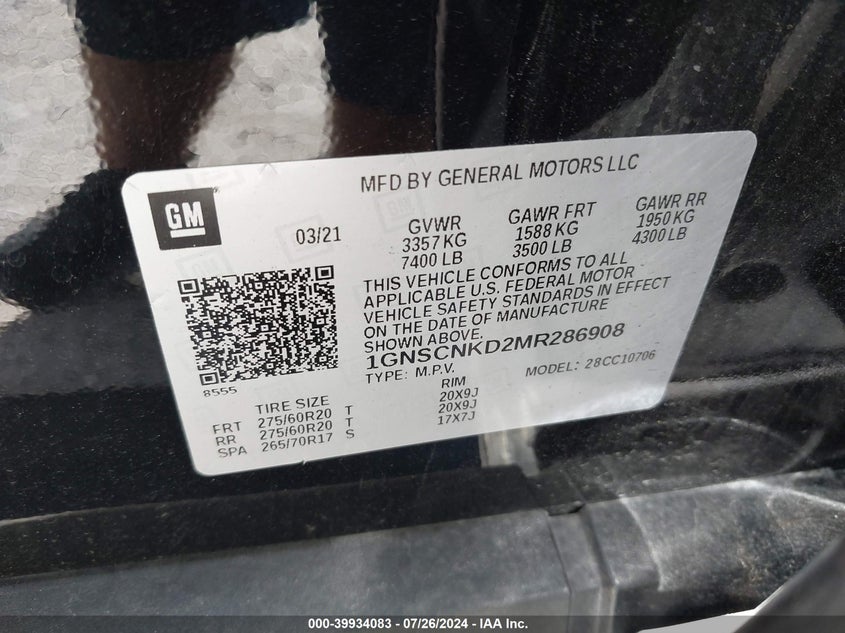 MFD BY GENERAL MOTORS LLC
GM
03/21
GVWR
3357 KG
7400 LB
GAWR FRT
1588 KG
3500 LB
GAWR RR
1950 KG
4300 LB
THIS VEHICLE CONFORMS TO ALL
APPLICABLE U.S. FEDERAL MOTOR
VEHICLE SAFETY STANDARDS IN EFFECT
ON THE DATE OF MANUFACTURE
SHOWN ABOVE.
1GNSCNKD2MR286908
TYPE: M.P.V.
MODEL: 28CC10706
8555
TIRE SIZE
RIM
FRT 275/60R20 T 20X9J
RR 275/60R20 T 20X9J
SPA 265/70R17 S 17X7J
000-39934083 / 07/26/2024 - © IAA Inc.